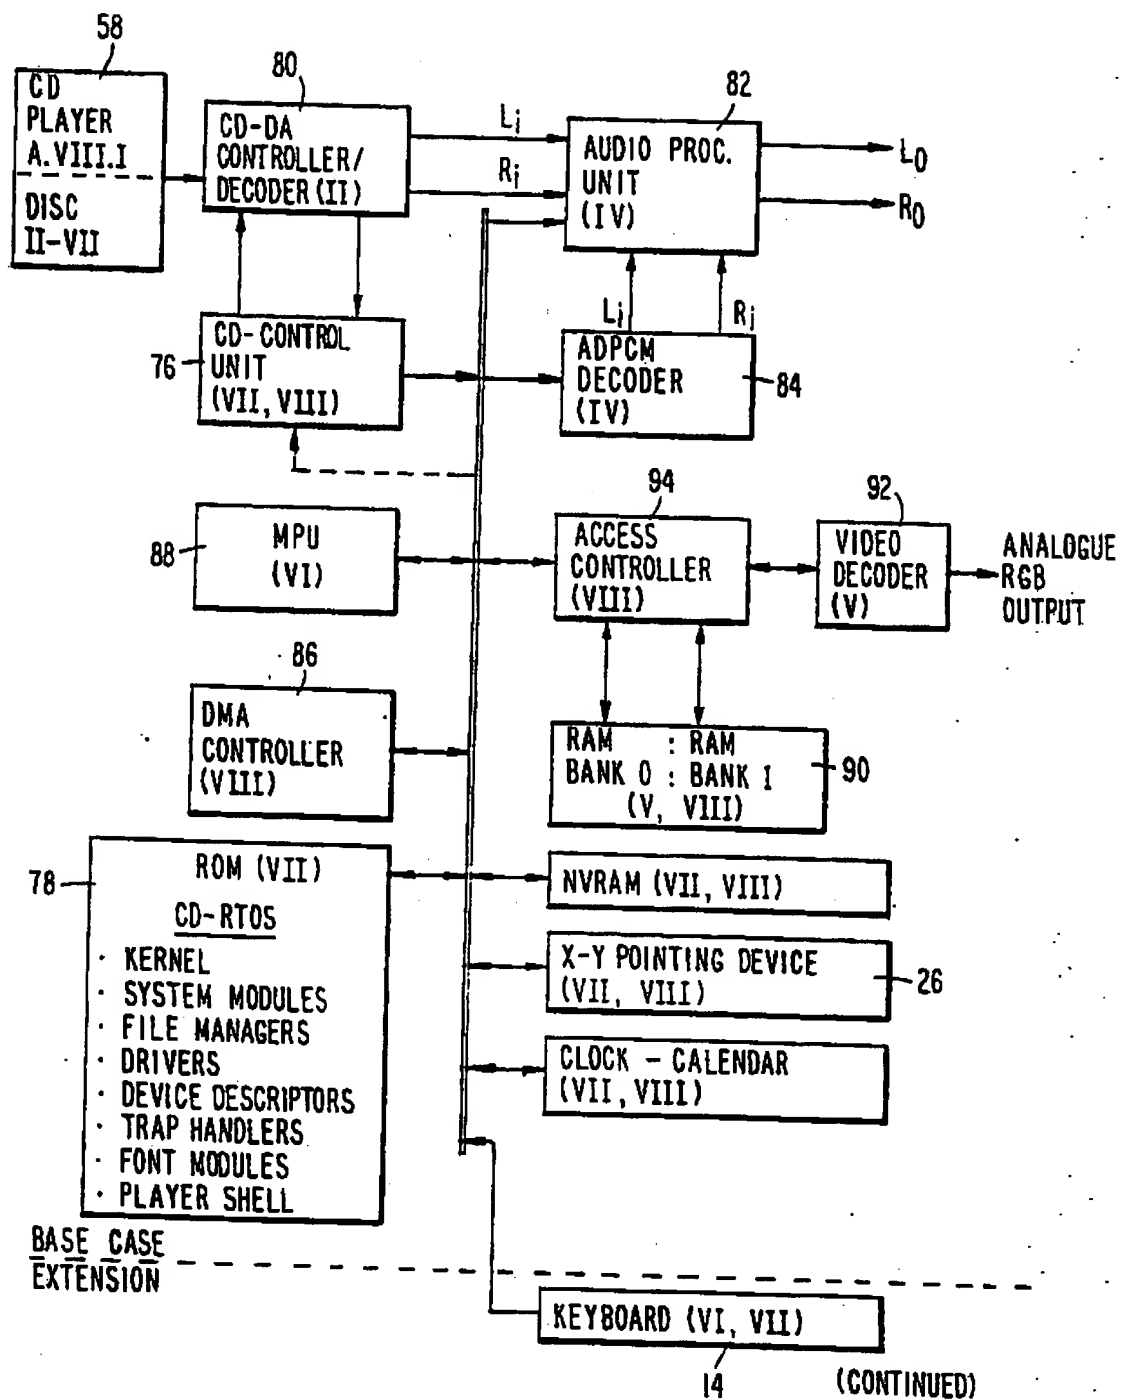 58
CD
PLAYER
A.VIII.I
DISC
II-VII
80
CD-DA
CONTROLLER/
DECODER (II)
Li
Ri
82
AUDIO PROC.
UNIT
(IV)
L0
R0
76
CD-CONTROL
UNIT
(VII, VIII)
Li
Ri
ADPCM
DECODER
(IV)
84
88
MPU
(VI)
94
ACCESS
CONTROLLER
(VIII)
92
VIDEO
DECODER
(V)
ANALOGUE
RGB
OUTPUT
86
DMA
CONTROLLER
(VIII)
RAM : RAM
BANK 0 : BANK I
(V, VIII)
90
78
ROM (VII)
CD-RTOS
· KERNEL
· SYSTEM MODULES
· FILE MANAGERS
· DRIVERS
· DEVICE DESCRIPTORS
· TRAP HANDLERS
· FONT MODULES
· PLAYER SHELL
NVRAM (VII, VIII)
X-Y POINTING DEVICE
(VII, VIII)
26
CLOCK - CALENDAR
(VII, VIII)
BASE CASE
EXTENSION
KEYBOARD (VI, VII)
14
(CONTINUED)